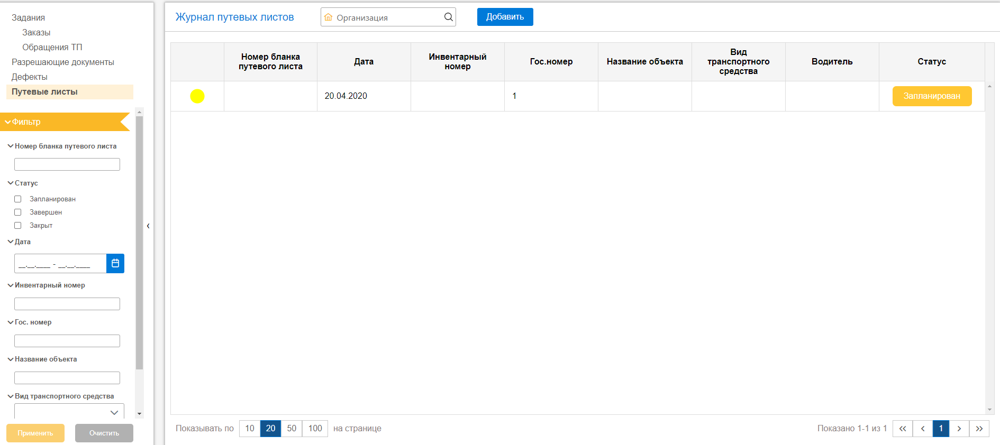 Задания
Заказы
Обращения ТП
Разрешающие документы
Дефекты
Путевые листы
Фильтр
Номер бланка путевого листа
Статус
Запланирован
Завершен
Закрыт
Дата
__.__.____ - __.__.____
Инвентарный номер
Гос. номер
Название объекта
Вид транспортного средства
Применить
Очистить
Журнал путевых листов
Организация
Добавить
Номер бланка
путевого листа
Дата
Инвентарный
номер
Гос.номер
Название объекта
Вид
транспортного
средства
Водитель
Статус
20.04.2020
1
Запланирован
Показывать по 10 20 50 100 на странице
Показано 1-1 из 1
1